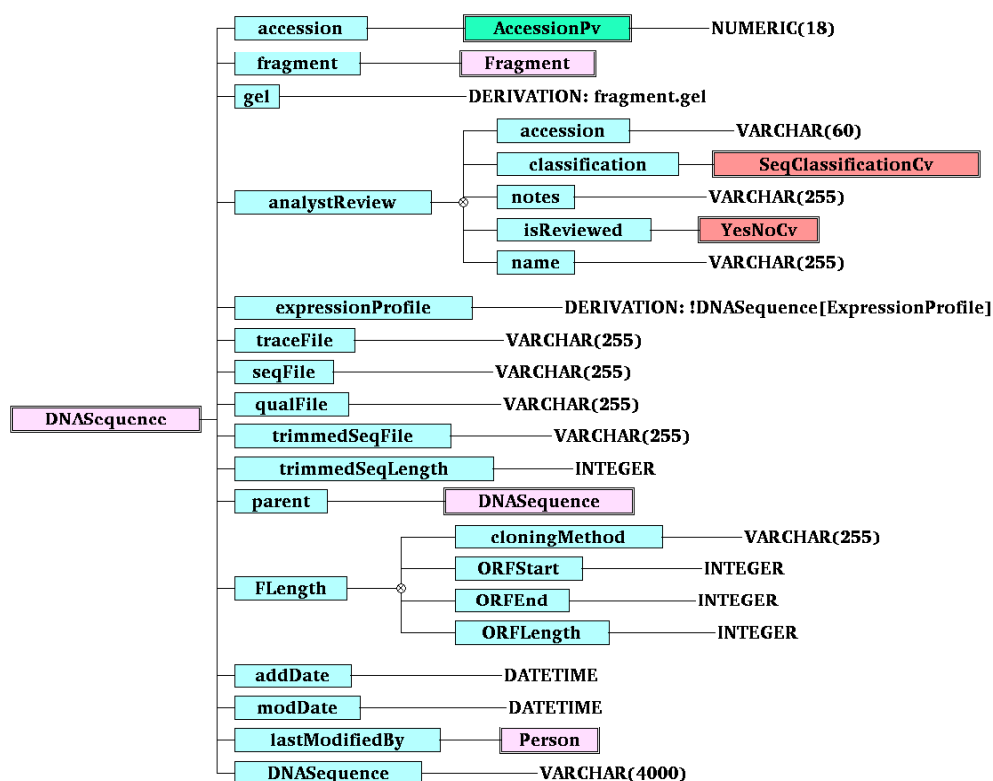 accession AccessionPv NUMERIC(18)
fragment Fragment
gel DERIVATION: fragment.gel
accession VARCHAR(60)
classification SeqClassificationCv
analystReview notes VARCHAR(255)
isReviewed YesNoCv
name VARCHAR(255)
expressionProfile DERIVATION: !DNASequence[ExpressionProfile]
traceFile VARCHAR(255)
seqFile VARCHAR(255)
qualFile VARCHAR(255)
DNASequence
trimmedSeqFile VARCHAR(255)
trimmedSeqLength INTEGER
parent DNASequence
cloningMethod VARCHAR(255)
ORFStart INTEGER
FLength
ORFEnd INTEGER
ORFLength INTEGER
addDate DATETIME
modDate DATETIME
lastModifiedBy Person
DNASequence VARCHAR(4000)